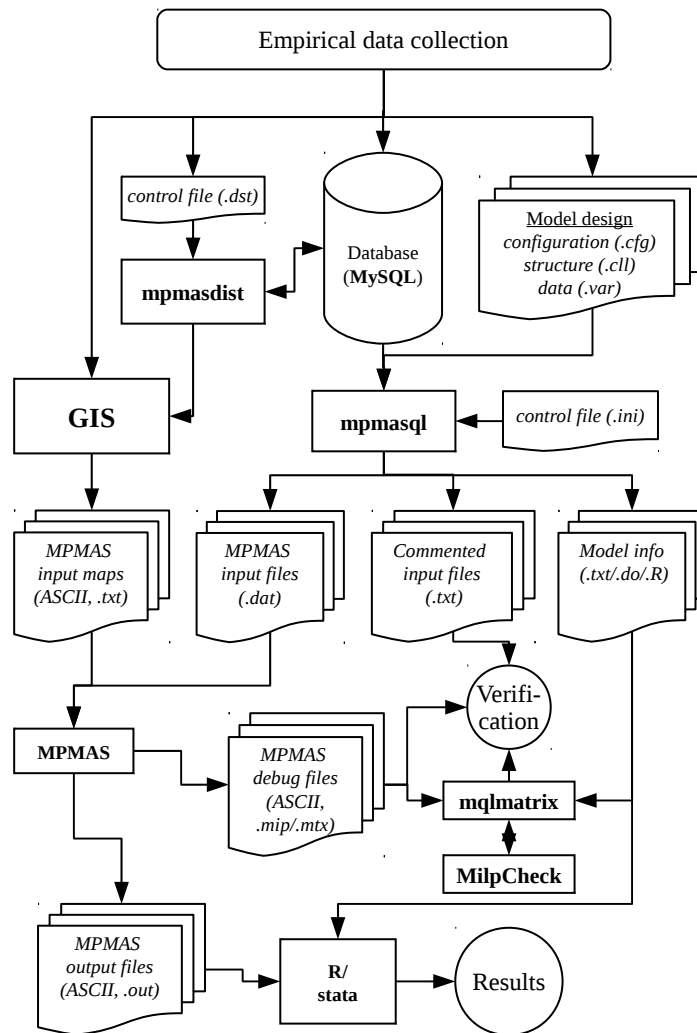 Empirical data collection
control file (.dst)
Database
(MySQL)
Model design
configuration (.cfg)
structure (.cll)
data (.var)
mpmasdist
GIS
mpmasql
control file (.ini)
MPMAS
input maps
(ASCII, .txt)
MPMAS
input files
(.dat)
Commented
input files
(.txt)
Model info
(.txt/.do/.R)
Verifi-
cation
MPMAS
MPMAS
debug files
(ASCII,
.mip/.mtx)
mqlmatrix
MilpCheck
MPMAS
output files
(ASCII, .out)
R/
stata
Results